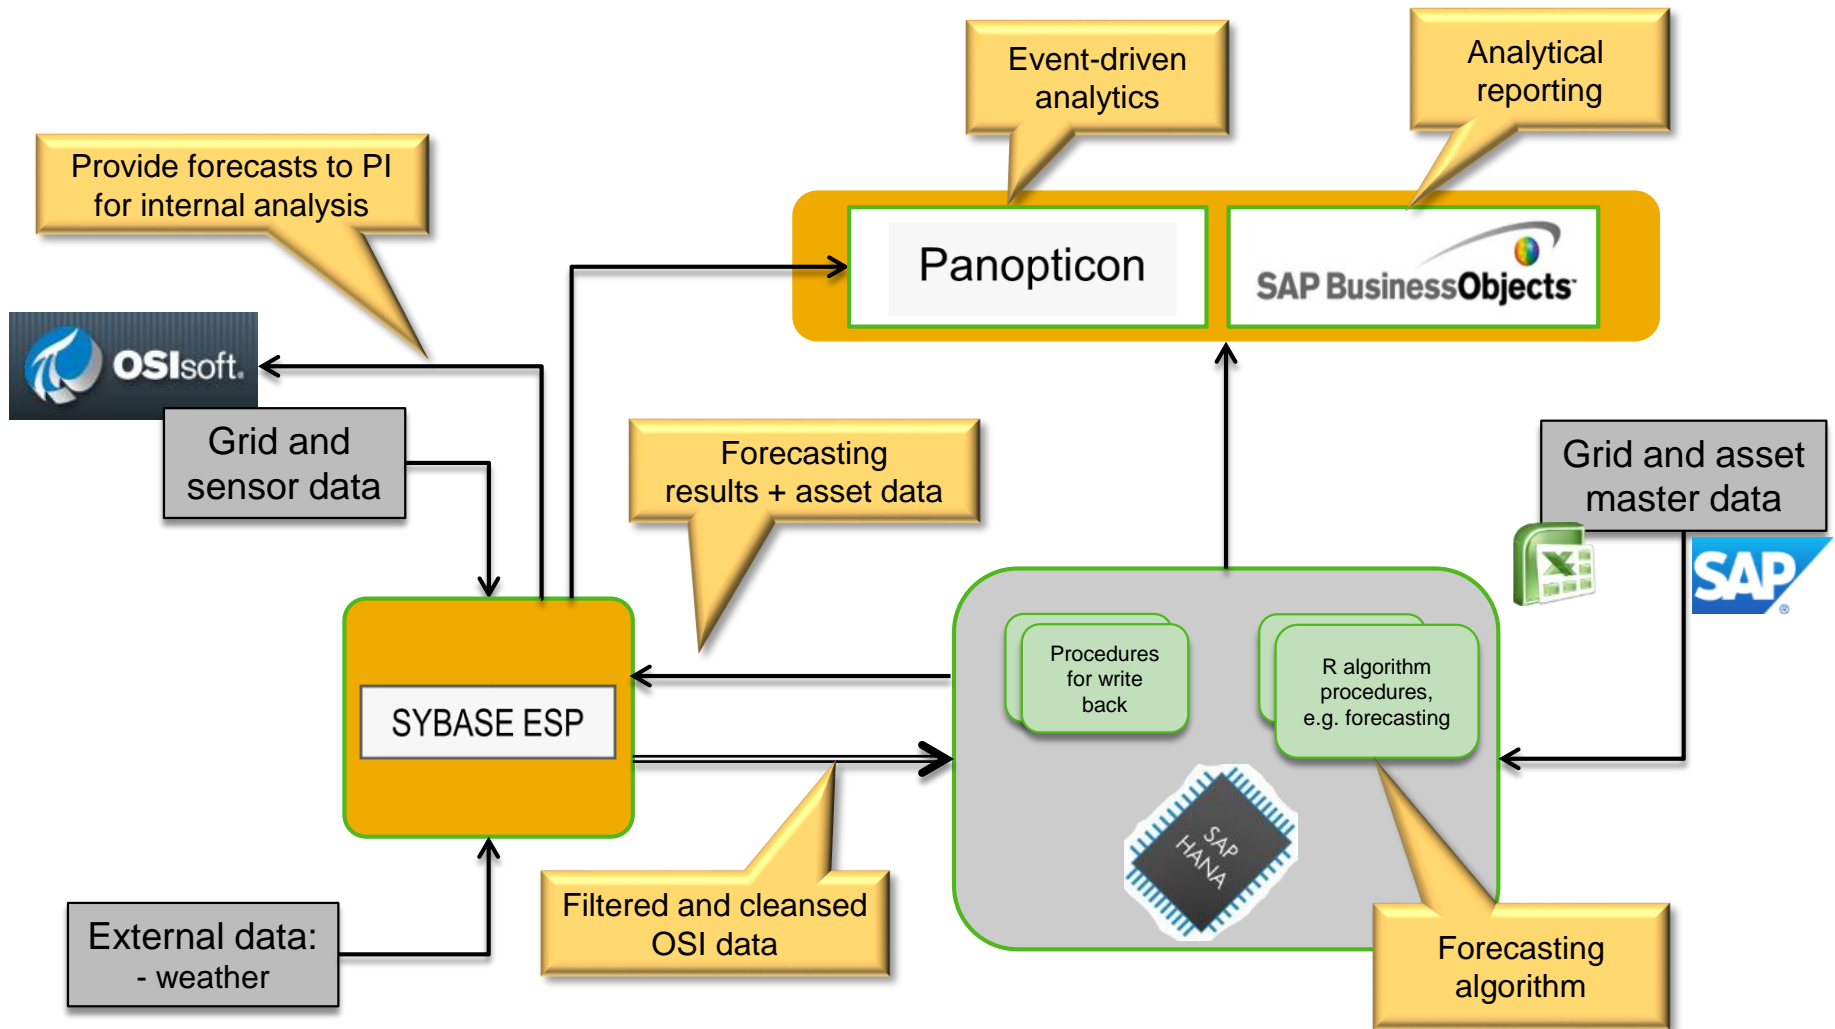 Event-driven
analytics
Analytical
reporting
Provide forecasts to PI
for internal analysis
Panopticon
SAP BusinessObjects™
OSIsoft.
Grid and
sensor data
Forecasting
results + asset data
Grid and asset
master data
SAP
®
Procedures
for write
back
R algorithm
procedures,
e.g. forecasting
SYBASE ESP
SAP
HANA
Filtered and cleansed
OSI data
External data:
- weather
Forecasting
algorithm